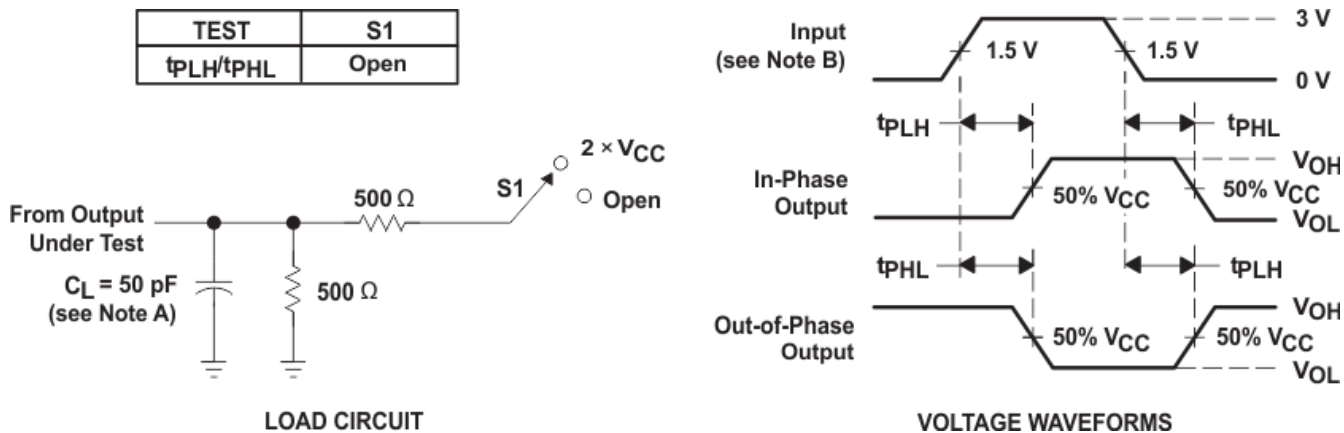 TEST S1
tPLH/tPHL Open
2 × VCC
S1
Open
500 Ω
From Output
Under Test
CL = 50 pF
(see Note A)
500 Ω
LOAD CIRCUIT
Input
(see Note B)
1.5 V
1.5 V
3 V
0 V
tPLH
tPHL
In-Phase
Output
50% VCC
50% VCC
VOH
VOL
tPHL
tPLH
Out-of-Phase
Output
50% VCC
50% VCC
VOH
VOL
VOLTAGE WAVEFORMS